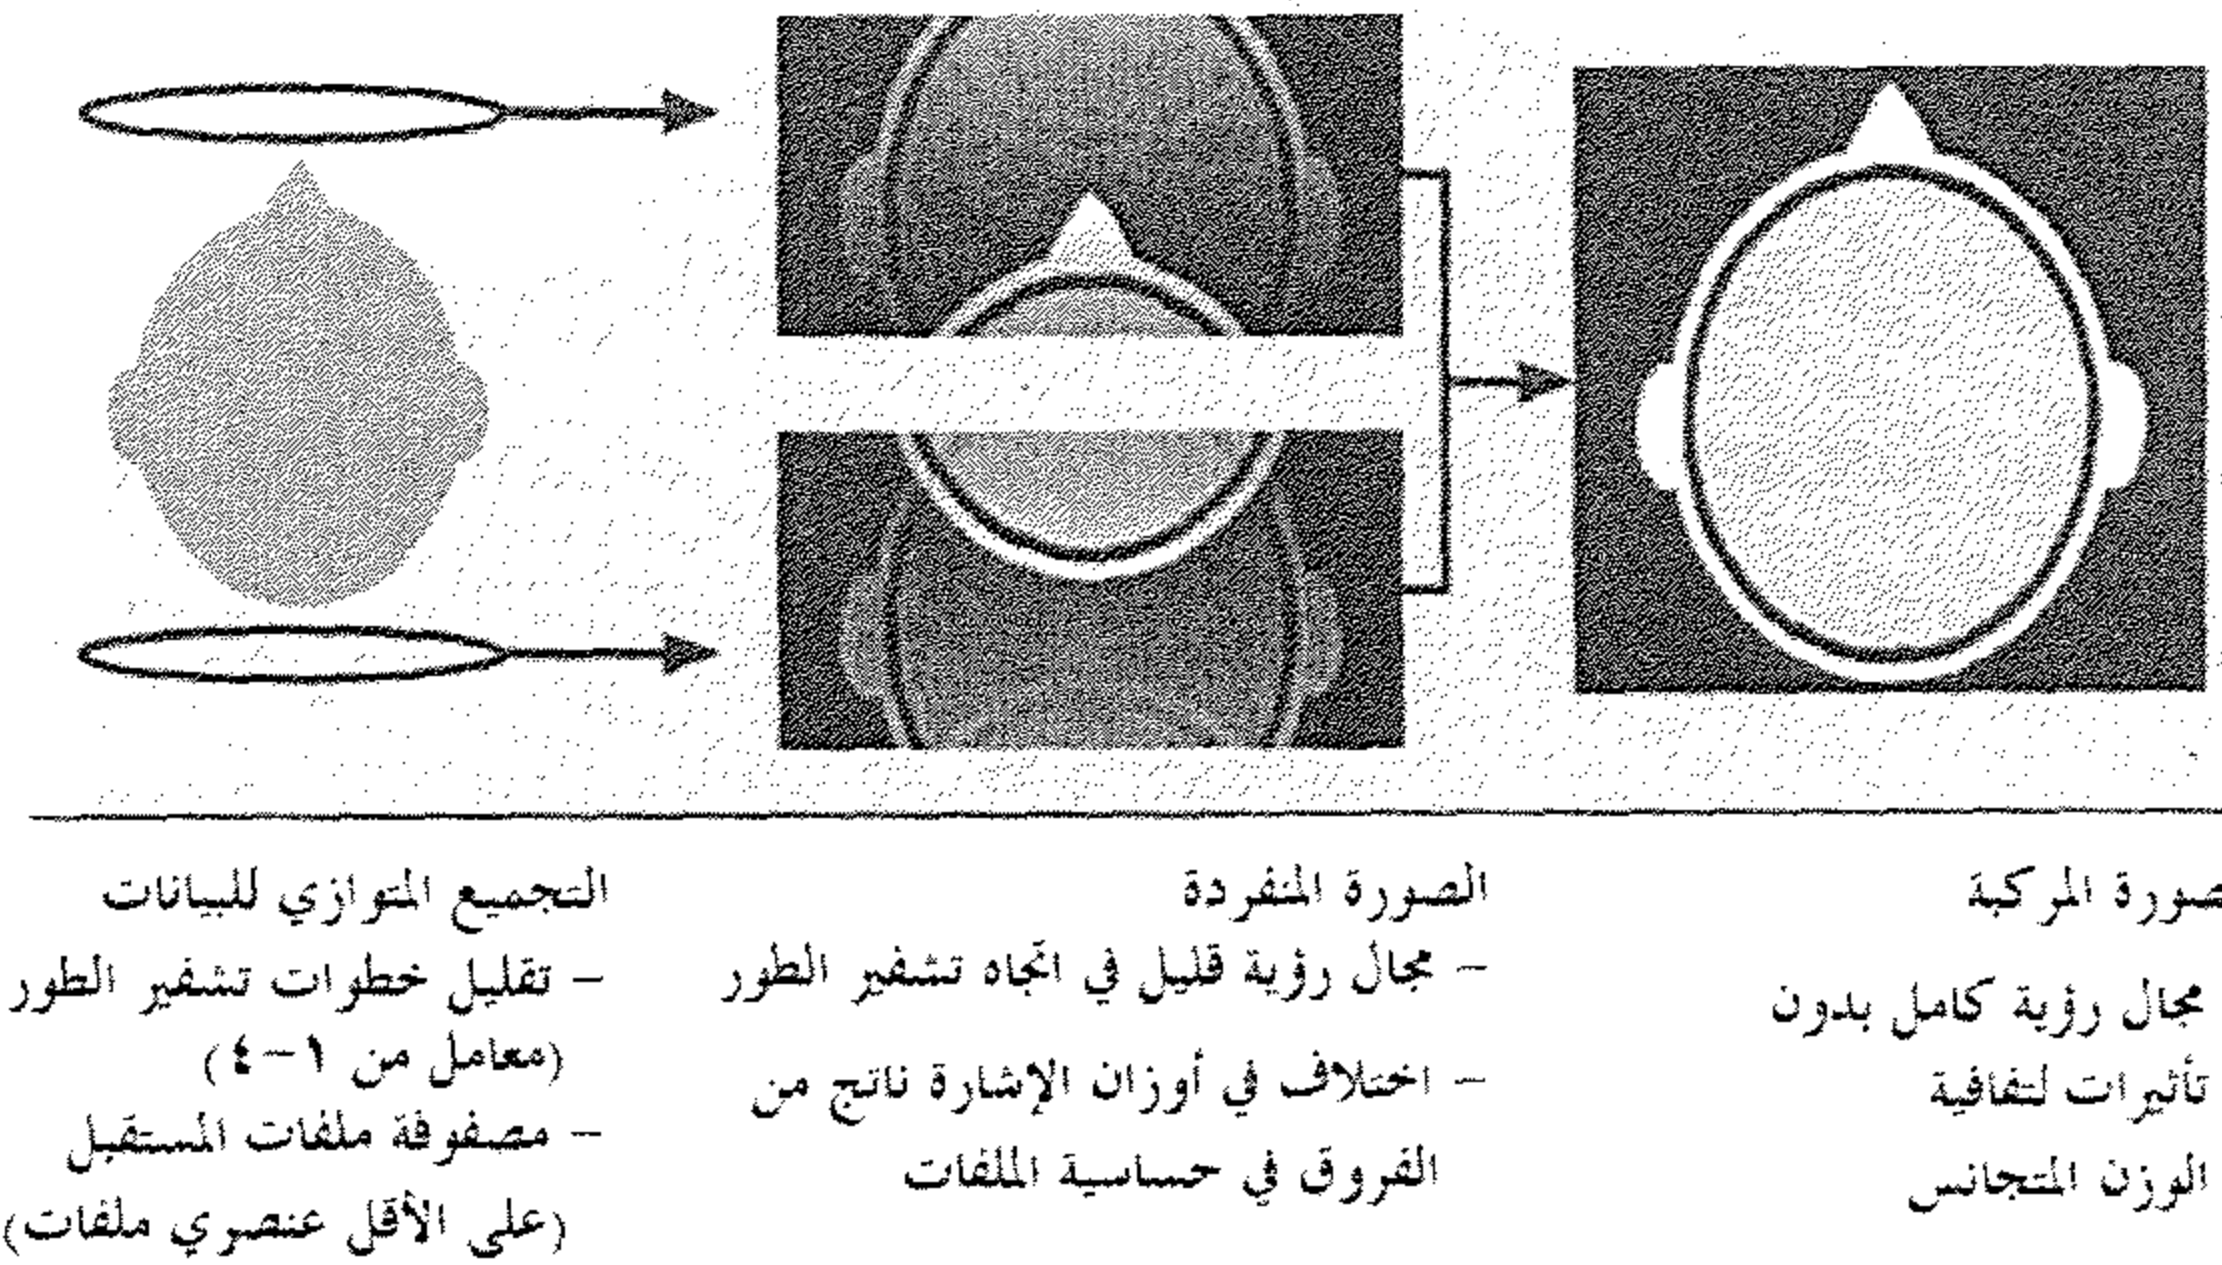 التجميع المتوازي للبيانات
– تقليل خطوات تشفير الطور
(معامل من ١–٤)
– مصفوفة ملفات المستقبل
(على الأقل عنصري ملفات)
الصورة المنفردة
– مجال رؤية قليل في اتجاه تشفير الطور
– اختلاف في أوزان الإشارة ناتج من
الفروق في حساسية الملفات
صورة المركبة
مجال رؤية كامل بدون
تأثيرات لتفافية
الوزن المتجانس